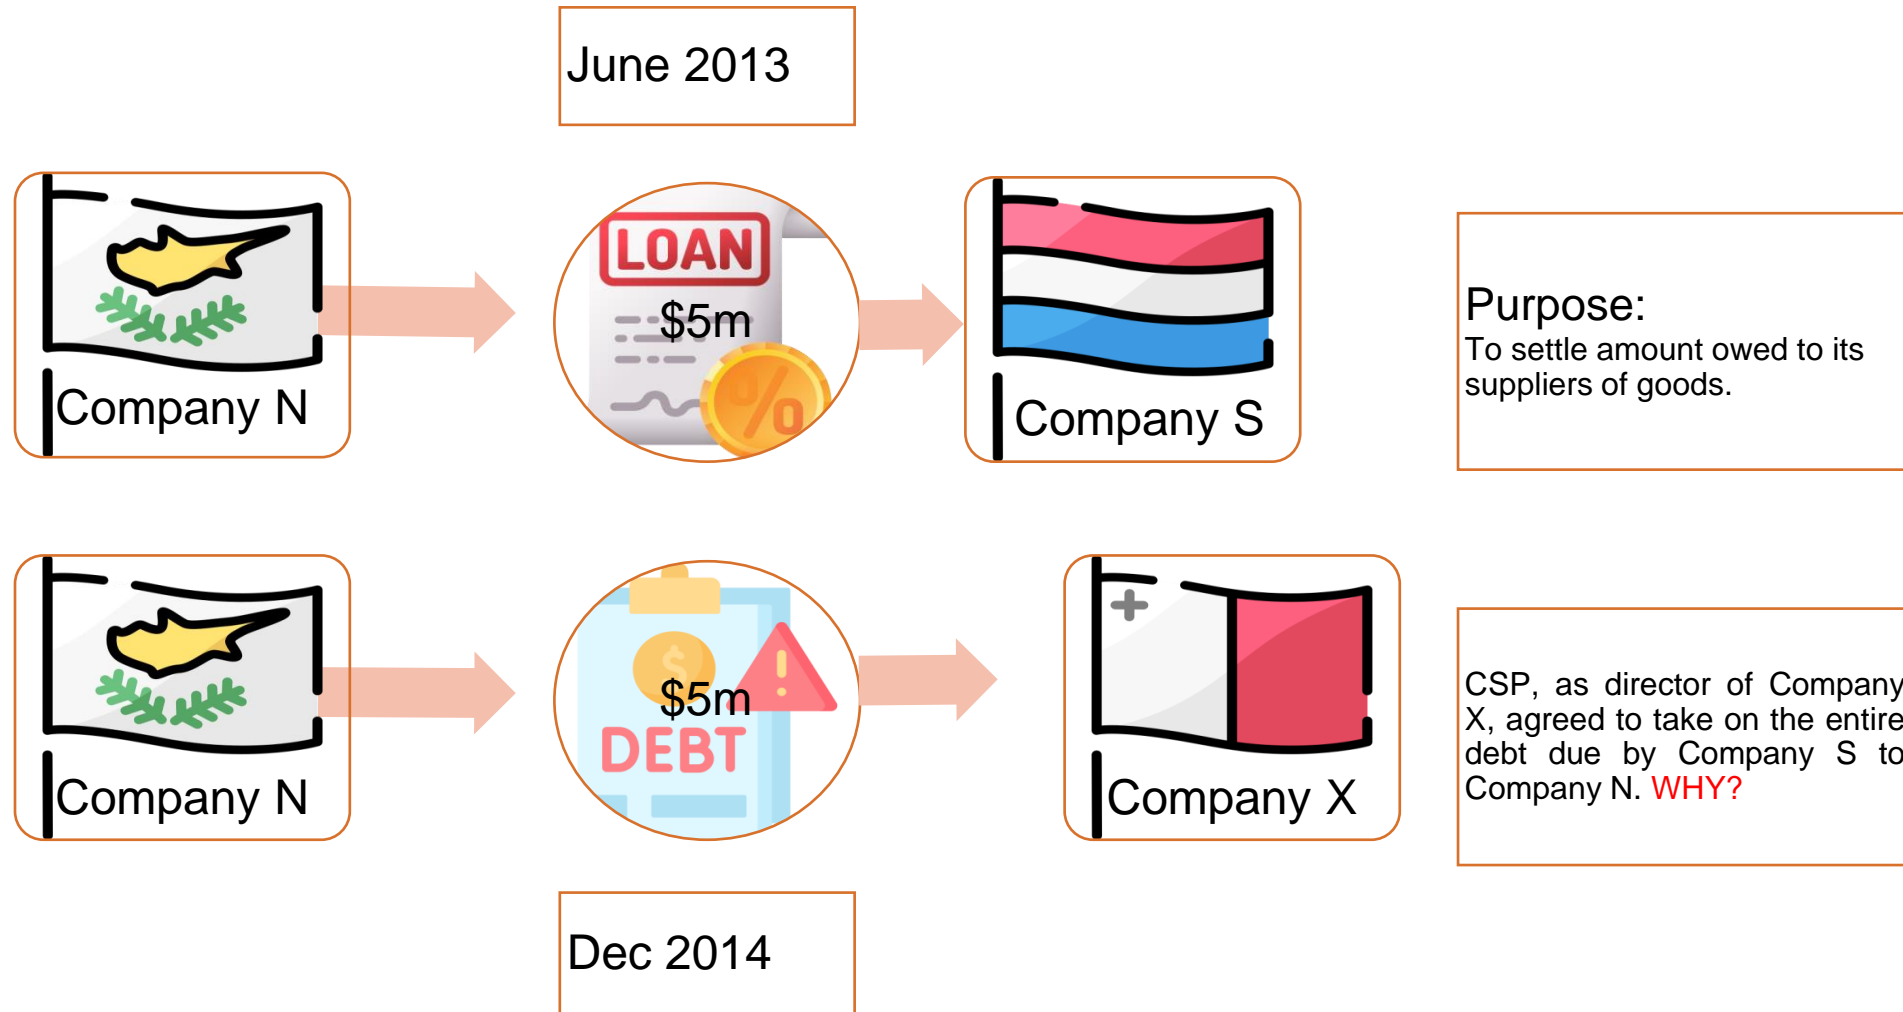 June 2013
LOAN
$5m
%
Company N
Company S
Purpose:
To settle amount owed to its
suppliers of goods.
$
$5m
!
DEBT
Company N
Company X
CSP, as director of Company
X, agreed to take on the entire
debt due by Company S to
Company N. WHY?
Dec 2014